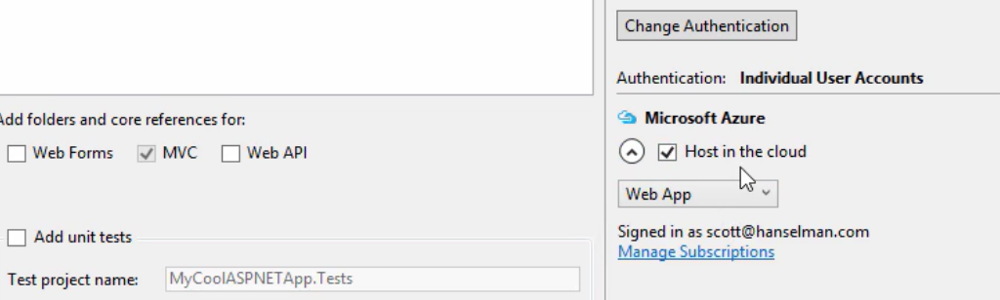 Add folders and core references for:
Web Forms MVC Web API
Add unit tests
Test project name: MyCoolASPNETApp.Tests
Change Authentication
Authentication: Individual User Accounts
Microsoft Azure
Host in the cloud
Web App
Signed in as scott@hanselman.com
Manage Subscriptions